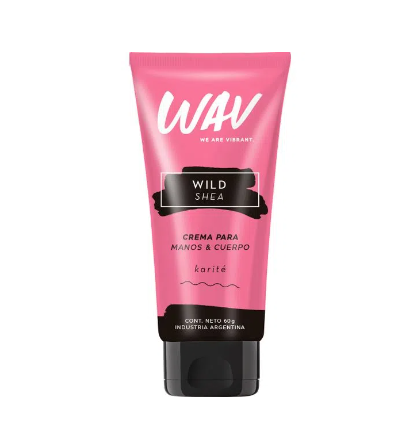 WAV
WE ARE VIBRANT.
WILD
SHEA
CREMA PARA
MANOS & CUERPO
karité
CONT. NETO 60g
INDUSTRIA ARGENTINA